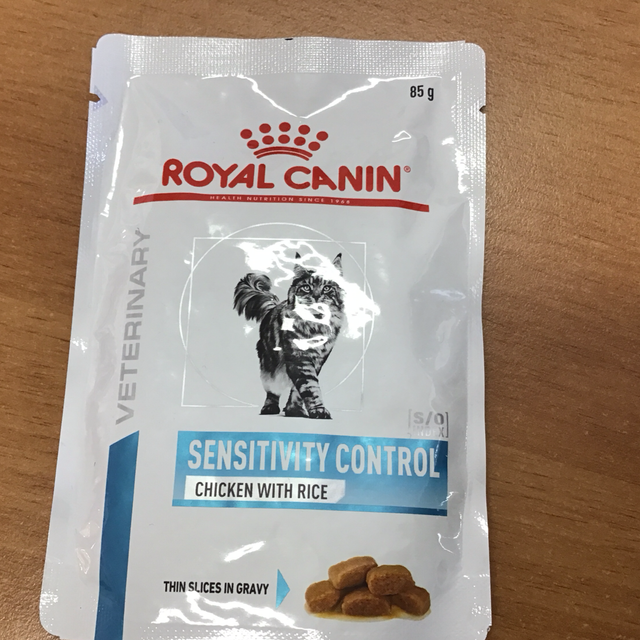 85 g
ROYAL CANIN®
HEALTH NUTRITION SINCE 1968
VETERINARY
S/O
SENSITIVITY CONTROL
CHICKEN WITH RICE
THIN SLICES IN GRAVY